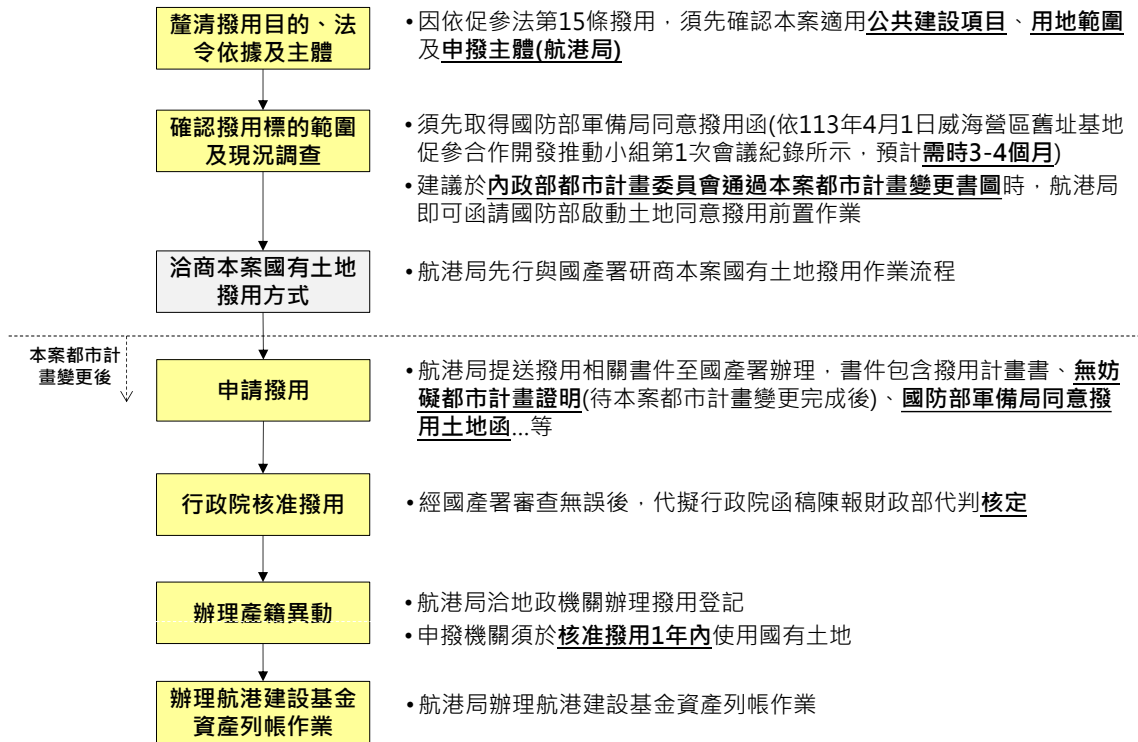 釐清撥用目的、法
令依據及主體
•因依促參法第15條撥用，須先確認本案適用公共建設項目、用地範圍
及申撥主體(航港局)
確認撥用標的範圍
及現況調查
•須先取得國防部軍備局同意撥用函(依113年4月1日威海營區舊址基地
促參合作開發推動小組第1次會議紀錄所示，預計需時3-4個月)
•建議於內政部都市計畫委員會通過本案都市計畫變更書圖時，航港局
即可函請國防部啟動土地同意撥用前置作業
洽商本案國有土地
撥用方式
•航港局先行與國產署研商本案國有土地撥用作業流程
本案都市計
畫變更後
申請撥用
•航港局提送撥用相關書件至國產署辦理，書件包含撥用計畫書、無妨
礙都市計畫證明(待本案都市計畫變更完成後)、國防部軍備局同意撥
用土地函…等
行政院核准撥用
•經國產署審查無誤後，代擬行政院函稿陳報財政部代判核定
辦理產籍異動
•航港局洽地政機關辦理撥用登記
•申撥機關須於核准撥用1年內使用國有土地
辦理航港建設基金
資產列帳作業
•航港局辦理航港建設基金資產列帳作業